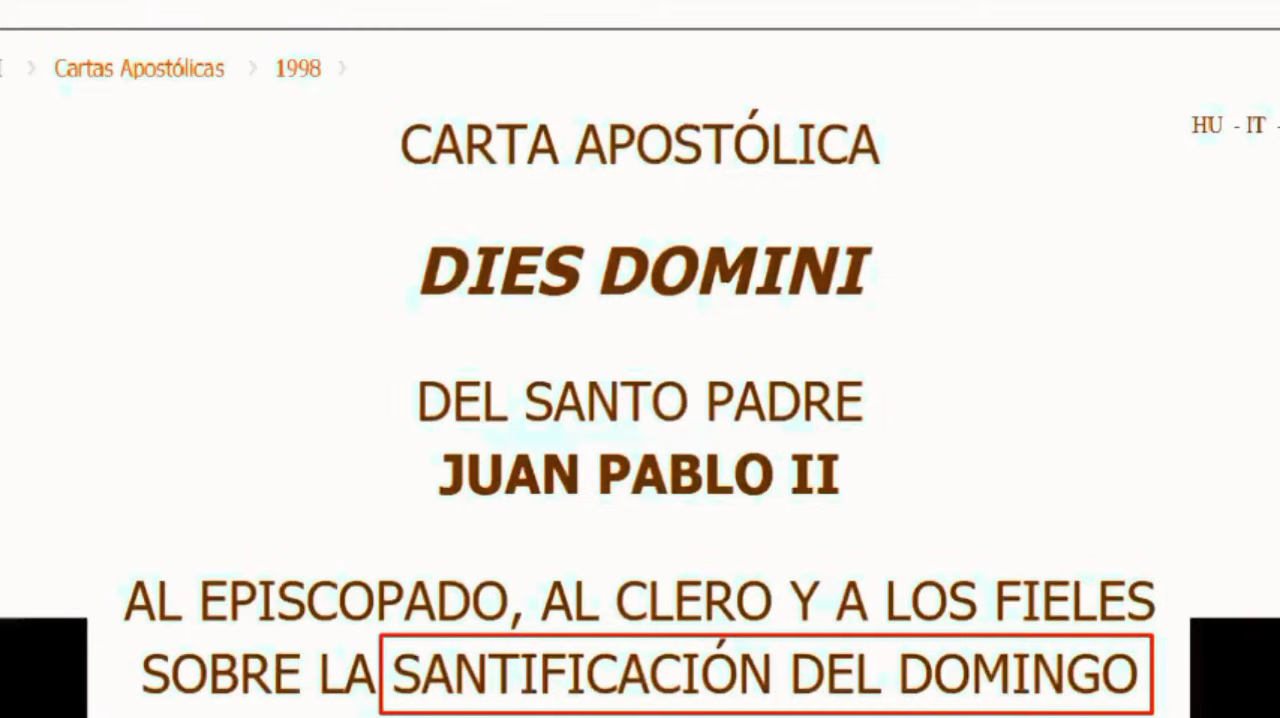 Cartas Apostólicas > 1998 >
HU - IT -
CARTA APOSTÓLICA
DIES DOMINI
DEL SANTO PADRE
JUAN PABLO II
AL EPISCOPADO, AL CLERO Y A LOS FIELES
SOBRE LA SANTIFICACIÓN DEL DOMINGO